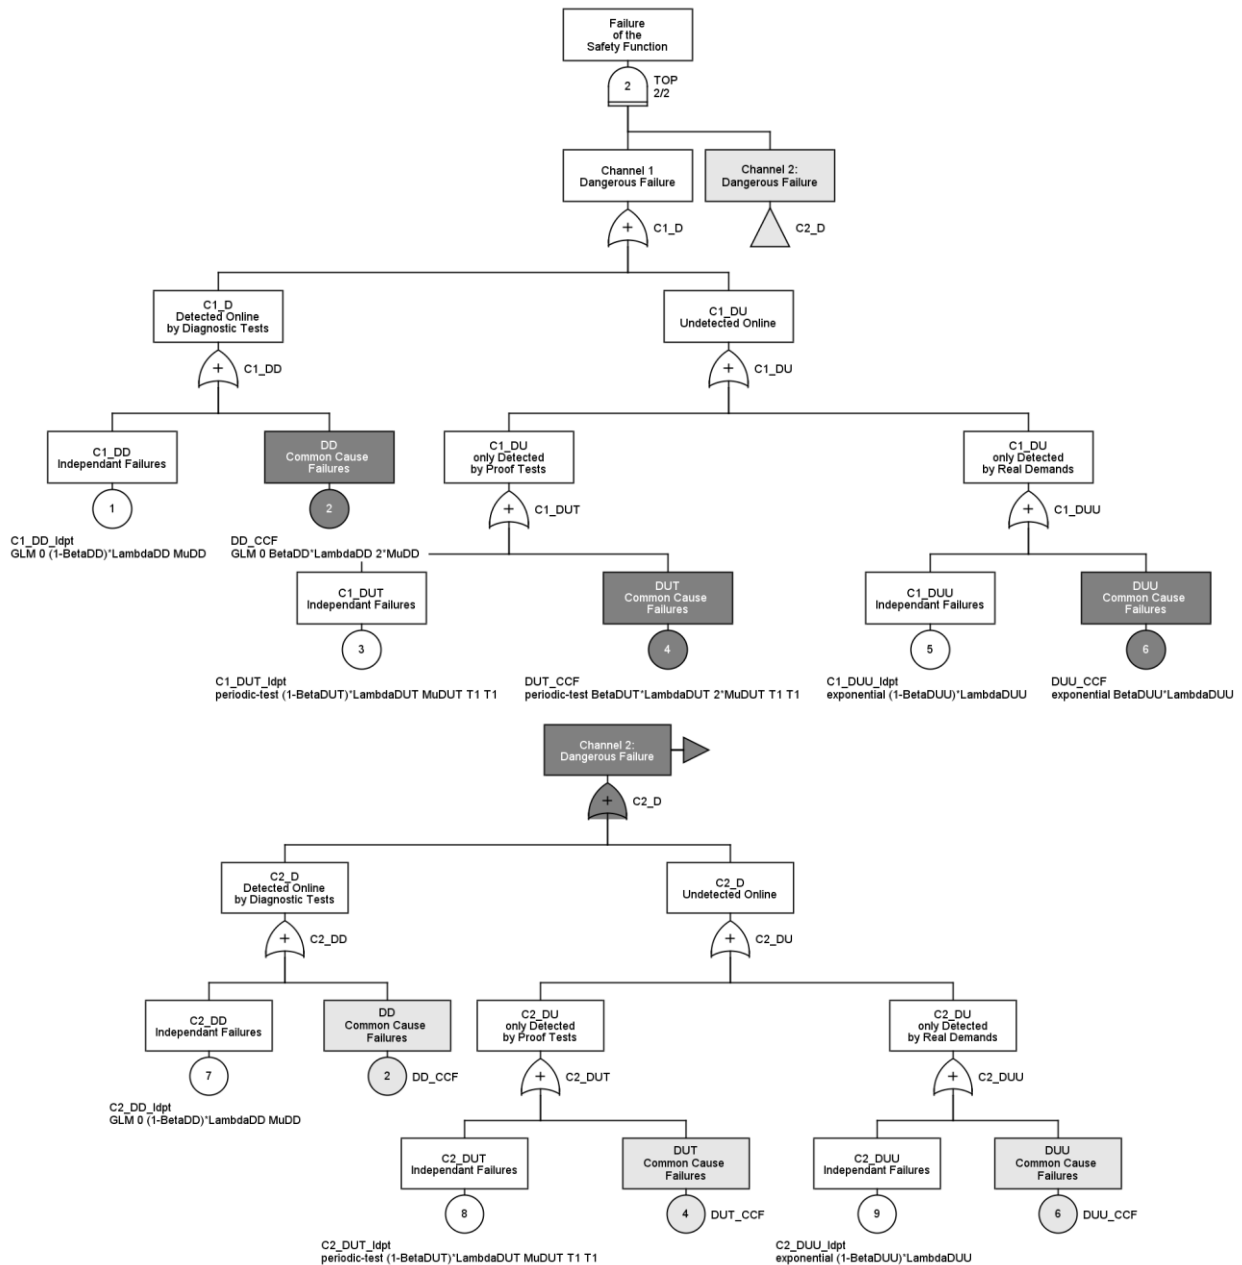 Failure
of the
Safety Function
2
TOP
2/2
Channel 1
Dangerous Failure
Channel 2:
Dangerous Failure
+
C1_D
C2_D
C1_D
Detected Online
by Diagnostic Tests
C1_DU
Undetected Online
+
C1_DD
+
C1_DU
C1_DD
Independant Failures
DD
Common Cause
Failures
C1_DU
only Detected
by Proof Tests
C1_DU
only Detected
by Real Demands
1
2
+
C1_DUT
+
C1_DUU
C1_DD_Idpt
GLM 0 (1-BetaDD)*LambdaDD MuDD
DD_CCF
GLM 0 BetaDD*LambdaDD 2*MuDD
C1_DUT
Independant Failures
DUT
Common Cause
Failures
C1_DUU
Independant Failures
DUU
Common Cause
Failures
3
4
5
6
C1_DUT_Idpt
periodic-test (1-BetaDUT)*LambdaDUT MuDUT T1 T1
DUT_CCF
periodic-test BetaDUT*LambdaDUT 2*MuDUT T1 T1
C1_DUU_Idpt
exponential (1-BetaDUU)*LambdaDUU
DUU_CCF
exponential BetaDUU*LambdaDUU
Channel 2:
Dangerous Failure
+
C2_D
C2_D
Detected Online
by Diagnostic Tests
C2_D
Undetected Online
+
C2_DD
+
C2_DU
C2_DD
Independant Failures
DD
Common Cause
Failures
C2_DU
only Detected
by Proof Tests
C2_DU
only Detected
by Real Demands
7
2
DD_CCF
+
C2_DUT
+
C2_DUU
C2_DD_Idpt
GLM 0 (1-BetaDD)*LambdaDD MuDD
C2_DUT
Independant Failures
DUT
Common Cause
Failures
C2_DUU
Independant Failures
DUU
Common Cause
Failures
8
4
DUT_CCF
9
6
DUU_CCF
C2_DUT_Idpt
periodic-test (1-BetaDUT)*LambdaDUT MuDUT T1 T1
C2_DUU_Idpt
exponential (1-BetaDUU)*LambdaDUU